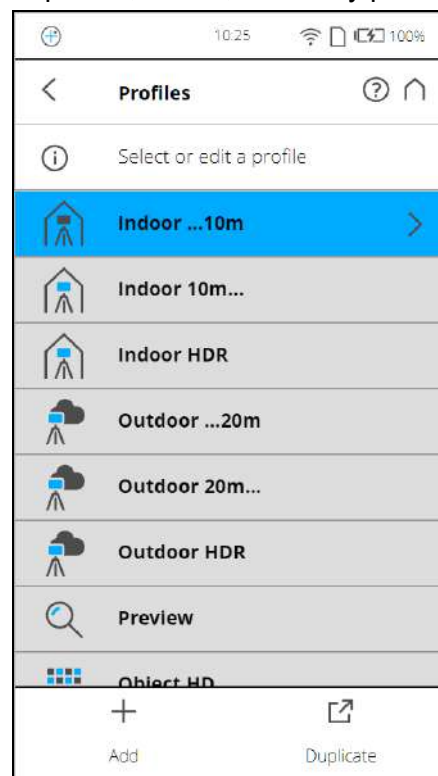 10:25 100%
Profiles
Select or edit a profile
Indoor ...10m
Indoor 10m...
Indoor HDR
Outdoor ...20m
Outdoor 20m...
Outdoor HDR
Preview
Object HD
Add Duplicate